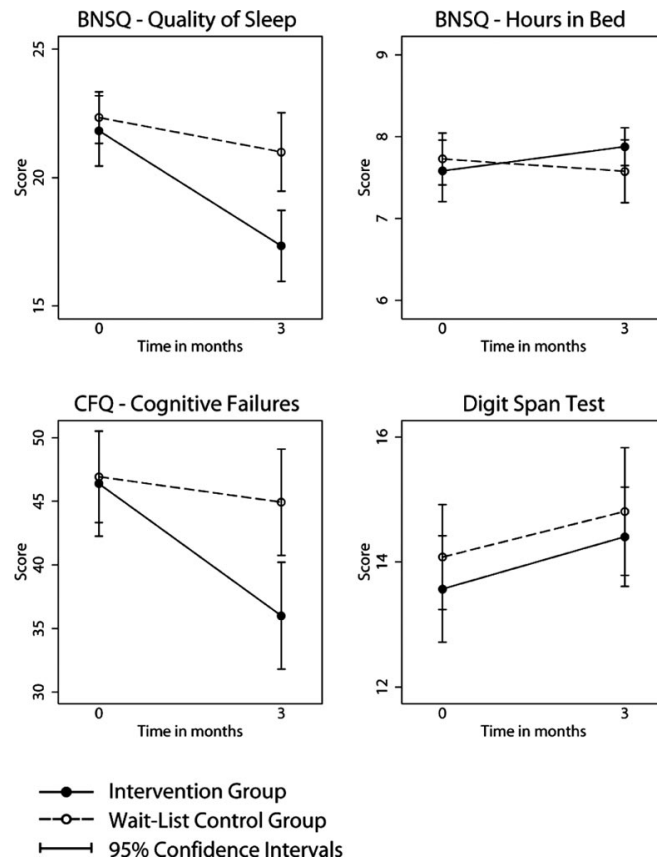 BNSQ - Quality of Sleep
25
20
15
Score
0
3
Time in months
BNSQ - Hours in Bed
9
8
7
6
Score
0
3
Time in months
CFQ - Cognitive Failures
50
45
40
35
30
Score
0
3
Time in months
Digit Span Test
16
14
12
Score
0
3
Time in months
Intervention Group
Wait-List Control Group
95% Confidence Intervals